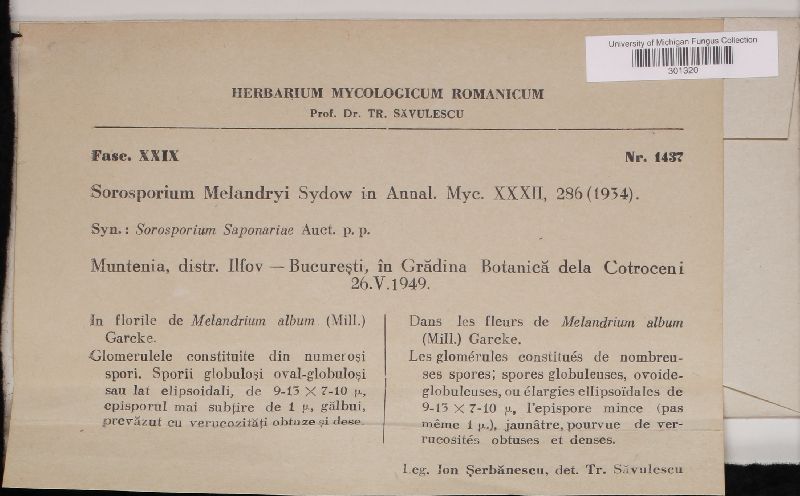 University of Michigan Fungus Collection
301320
HERBARIUM MYCOLOGICUM ROMANICUM
Prof. Dr. TR. SĂVULESCU
Fasc. XXIX Nr. 1437
Sorosporium Melandryi Sydow in Annal. Myc. XXXII, 286 (1934).
Syn.: Sorosporium Saponariae Auct. p. p.
Muntenia, distr. Ilfov — București, în Grădina Botanică dela Cotroceni
26.V.1949.
In florile de Melandrium album (Mill.)
Garcke.
Glomerulele constituite din numeroși
spori. Sporii globuloși oval-globuloși
sau lat elipsoidali, de 9-13 × 7-10 µ,
episporul mai subțire de 1 µ, gălbui,
prevăzut cu verucozități obtuze și dese.
Dans les fleurs de Melandrium album
(Mill.) Garcke.
Les glomérules constitués de nombreu-
ses spores; spores globuleuses, ovoide-
globuleuses, ou élargies ellipsoïdales de
9-13 × 7-10 µ, l'epispore mince (pas
même 1 µ.), jaunâtre, pourvue de ver-
rucosités obtuses et denses.
Leg. Ion Șerbănescu, det. Tr. Săvulescu